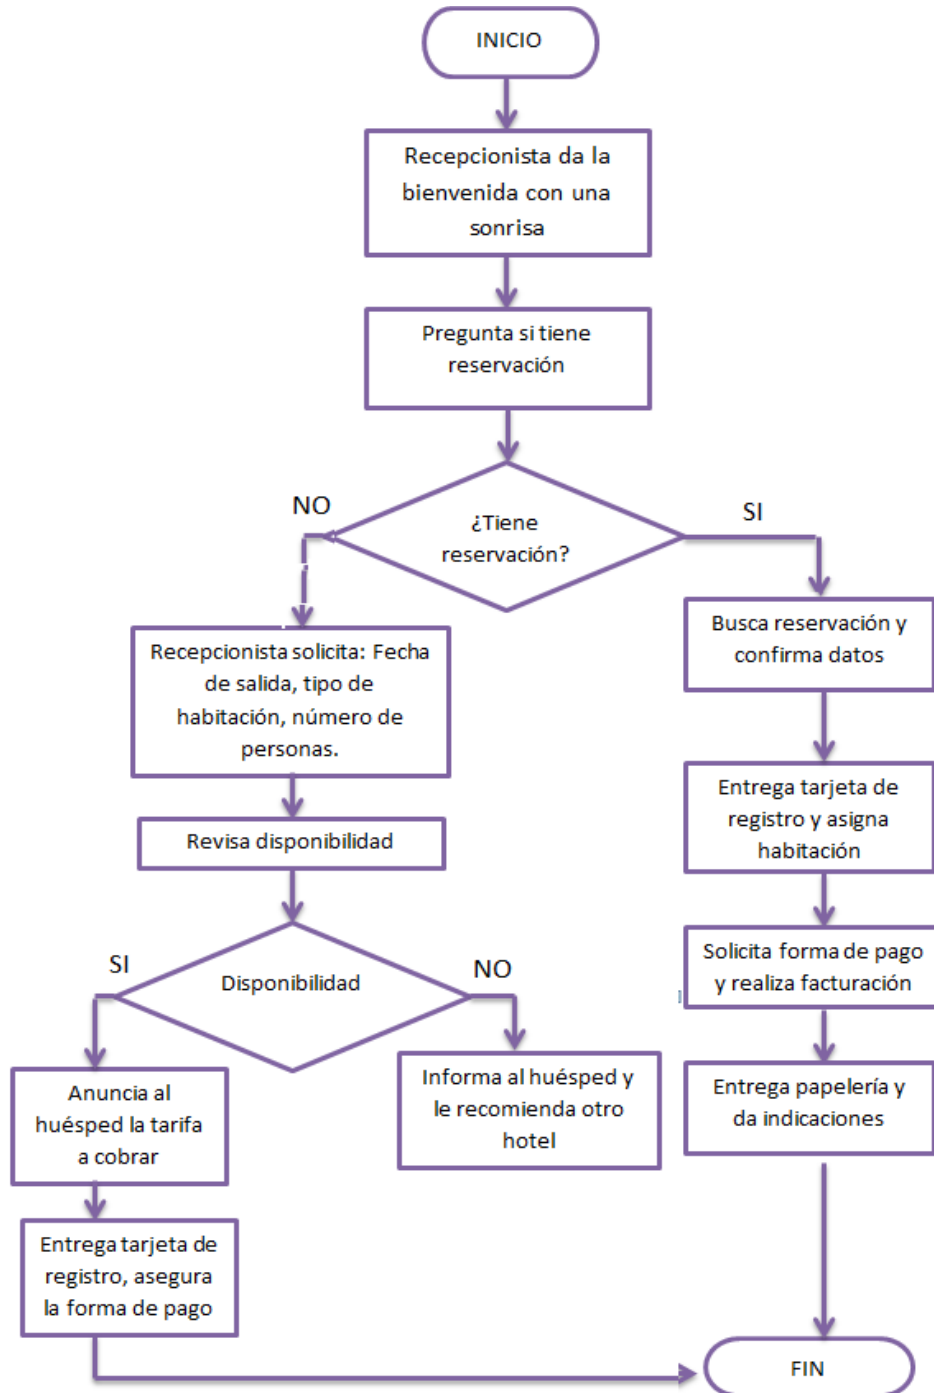 INICIO
Recepcionista da la
bienvenida con una
sonrisa
Pregunta si tiene
reservación
¿Tiene
reservación?
NO
SI
Recepcionista solicita: Fecha
de salida, tipo de
habitación, número de
personas.
Revisa disponibilidad
Disponibilidad
SI
NO
Anuncia al
huésped la tarifa
a cobrar
Entrega tarjeta de
registro, asegura
la forma de pago
Informa al huésped y
le recomienda otro
hotel
Busca reservación y
confirma datos
Entrega tarjeta de
registro y asigna
habitación
Solicita forma de pago
y realiza facturación
Entrega papelería y
da indicaciones
FIN